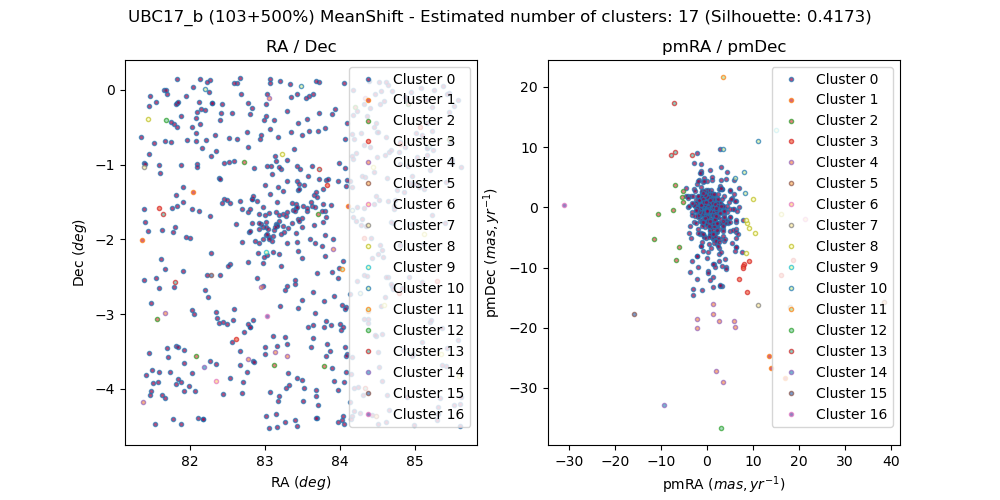 UBC17_b (103+500%) MeanShift - Estimated number of clusters: 17 (Silhouette: 0.4173)
RA / Dec
Dec (deg)
0
−1
−2
−3
−4
82
83
84
85
RA (deg)
Cluster 0
Cluster 1
Cluster 2
Cluster 3
Cluster 4
Cluster 5
Cluster 6
Cluster 7
Cluster 8
Cluster 9
Cluster 10
Cluster 11
Cluster 12
Cluster 13
Cluster 14
Cluster 15
Cluster 16
pmRA / pmDec
pmDec (mas, yr⁻¹)
20
10
0
−10
−20
−30
−30
−20
−10
0
10
20
30
40
pmRA (mas, yr⁻¹)
Cluster 0
Cluster 1
Cluster 2
Cluster 3
Cluster 4
Cluster 5
Cluster 6
Cluster 7
Cluster 8
Cluster 9
Cluster 10
Cluster 11
Cluster 12
Cluster 13
Cluster 14
Cluster 15
Cluster 16